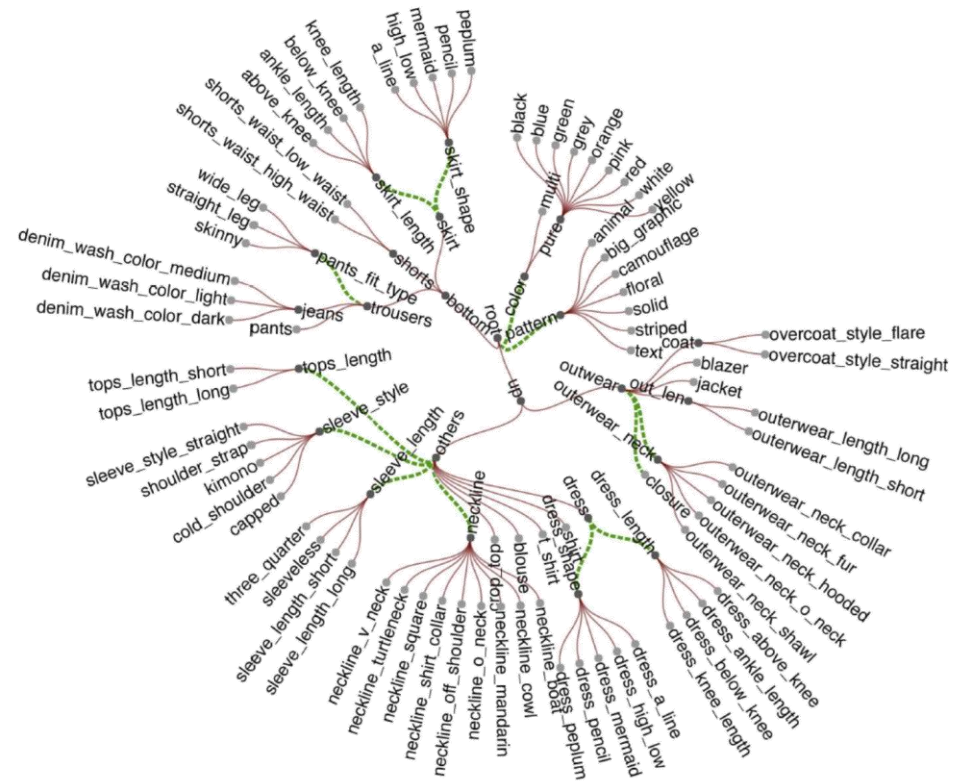 root
color
multi
pure
black
blue
green
grey
orange
pink
red
white
yellow
pattern
animal
big_graphic
camouflage
floral
solid
striped
text
bottom
skirt
skirt_shape
a_line
high_low
mermaid
pencil
peplum
skirt_length
above_knee
ankle_length
below_knee
knee_length
shorts
shorts_waist_low_waist
shorts_waist_high_waist
trousers
pants_fit_type
wide_leg
straight_leg
skinny
jeans
denim_wash_color_medium
denim_wash_color_light
denim_wash_color_dark
pants
up
outwear
coat
overcoat_style_flare
overcoat_style_straight
blazer
jacket
out_len
outerwear_length_long
outerwear_length_short
outerwear_neck
outerwear_neck_collar
outerwear_neck_fur
outerwear_neck_hooded
outerwear_neck_o_neck
outerwear_neck_shawl
closure
others
tops_length
tops_length_short
tops_length_long
sleeve_style
sleeve_style_straight
shoulder_strap
kimono
cold_shoulder
capped
sleeve_length
three_quarter
sleeveless
sleeve_length_short
sleeve_length_long
neckline
neckline_v_neck
neckline_turtleneck
neckline_square
neckline_shirt_collar
neckline_off_shoulder
neckline_o_neck
neckline_mandarin
neckline_cowl
neckline_boat
crop_top
blouse
t_shirt
shirt
dress
dress_shape
dress_peplum
dress_pencil
dress_mermaid
dress_high_low
dress_a_line
dress_length
dress_above_knee
dress_ankle_length
dress_below_knee
dress_knee_length